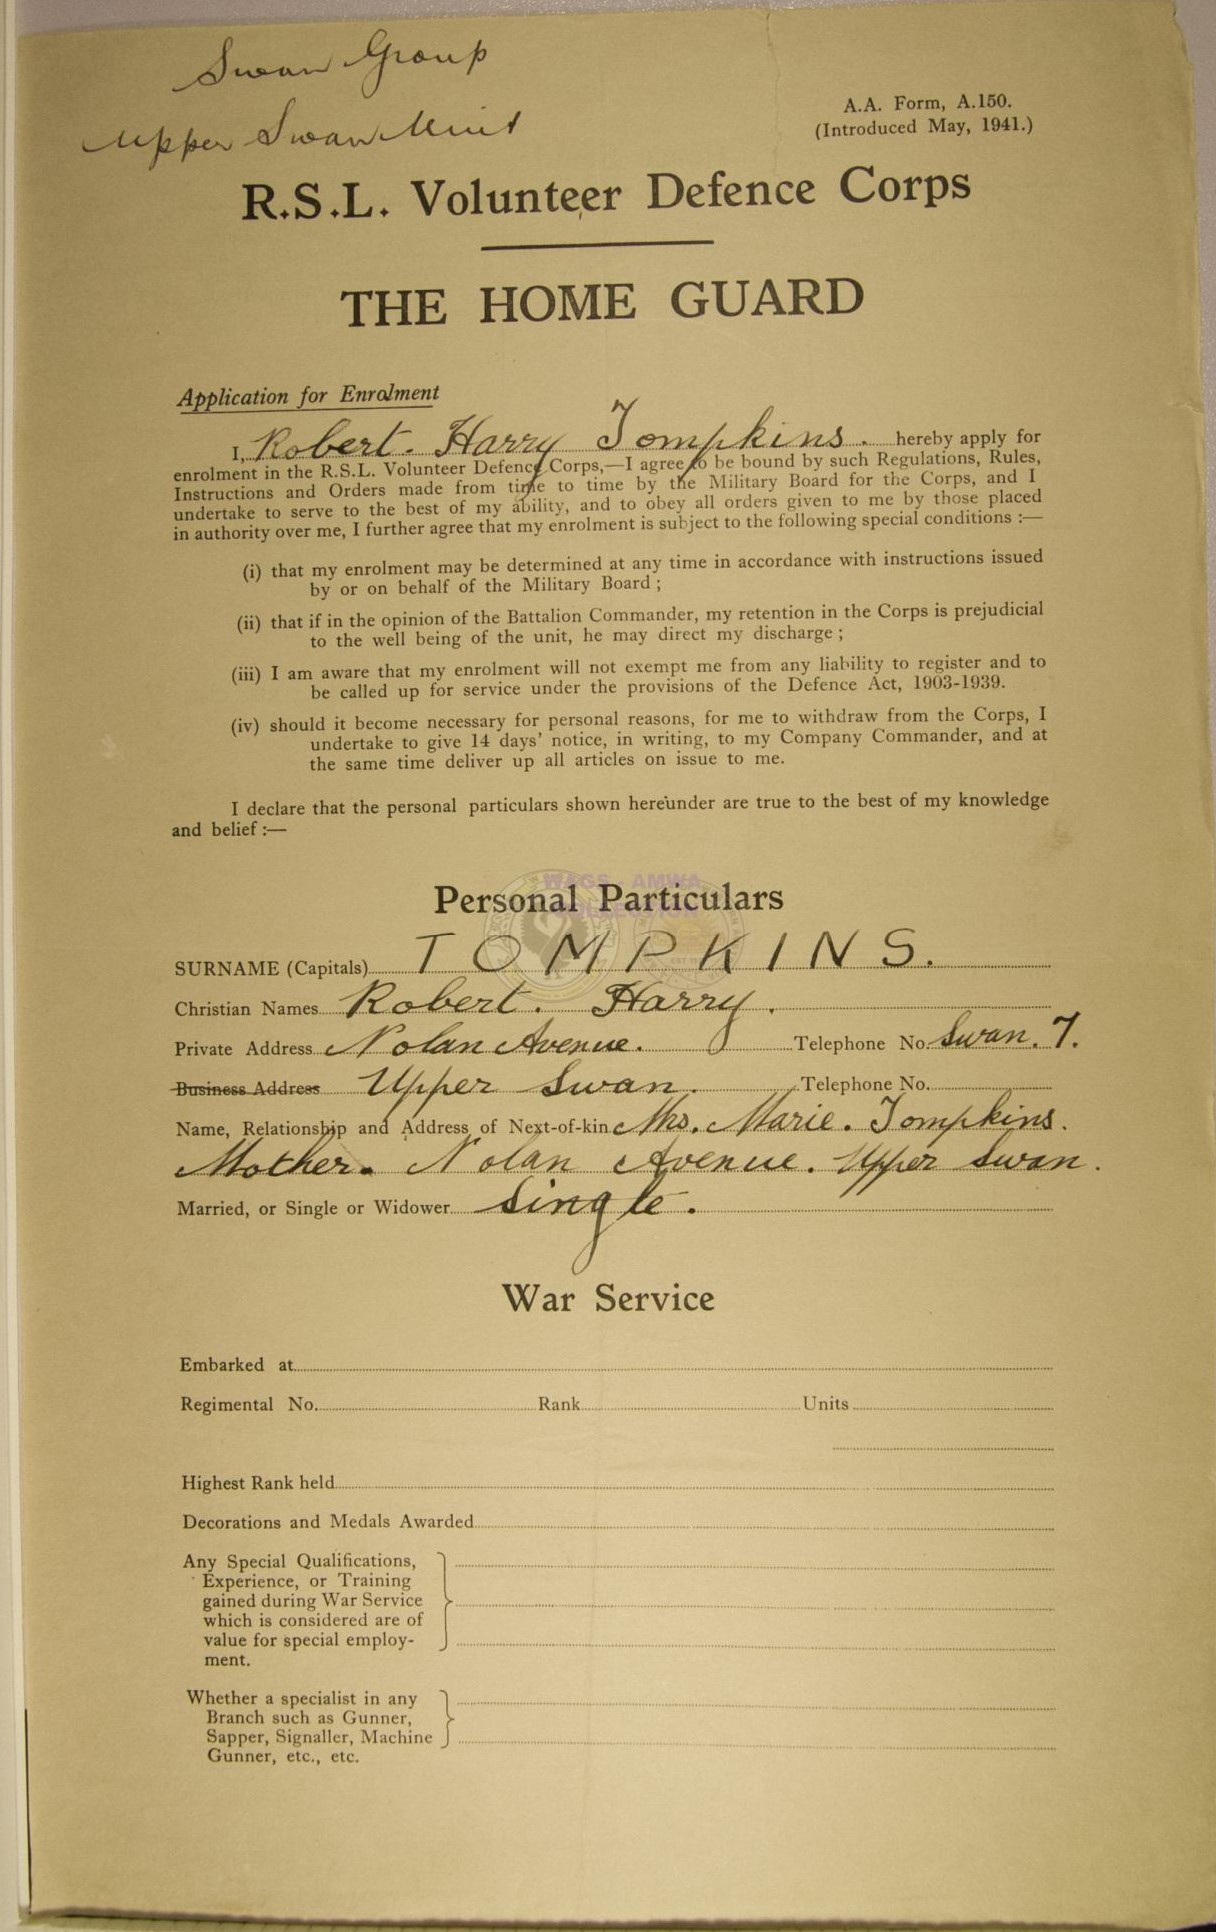 Swan Group
Upper Swan Unit
A.A. Form, A.150.
(Introduced May, 1941.)
R.S.L. Volunteer Defence Corps
THE HOME GUARD
Application for Enrolment
I, Robert. Harry Tompkins. hereby apply for
enrolment in the R.S.L. Volunteer Defence Corps,—I agree to be bound by such Regulations, Rules,
Instructions and Orders made from time to time by the Military Board for the Corps, and I
undertake to serve to the best of my ability, and to obey all orders given to me by those placed
in authority over me, I further agree that my enrolment is subject to the following special conditions :—
(i) that my enrolment may be determined at any time in accordance with instructions issued
by or on behalf of the Military Board ;
(ii) that if in the opinion of the Battalion Commander, my retention in the Corps is prejudicial
to the well being of the unit, he may direct my discharge ;
(iii) I am aware that my enrolment will not exempt me from any liability to register and to
be called up for service under the provisions of the Defence Act, 1903-1939.
(iv) should it become necessary for personal reasons, for me to withdraw from the Corps, I
undertake to give 14 days' notice, in writing, to my Company Commander, and at
the same time deliver up all articles on issue to me.
I declare that the personal particulars shown hereunder are true to the best of my knowledge
and belief :—
WAGS - AMWA
Personal Particulars
SURNAME (Capitals) TOMPKINS.
Christian Names Robert. Harry.
Private Address Nolan Avenue. Telephone No. Swan. 7.
Business Address Upper Swan. Telephone No.
Name, Relationship and Address of Next-of-kin Mrs. Marie. Tompkins.
Mother. Nolan Avenue. Upper Swan.
Married, or Single or Widower Single.
War Service
Embarked at
Regimental No. Rank Units
Highest Rank held
Decorations and Medals Awarded
Any Special Qualifications,
Experience, or Training
gained during War Service
which is considered are of
value for special employ-
ment.
Whether a specialist in any
Branch such as Gunner,
Sapper, Signaller, Machine
Gunner, etc., etc.